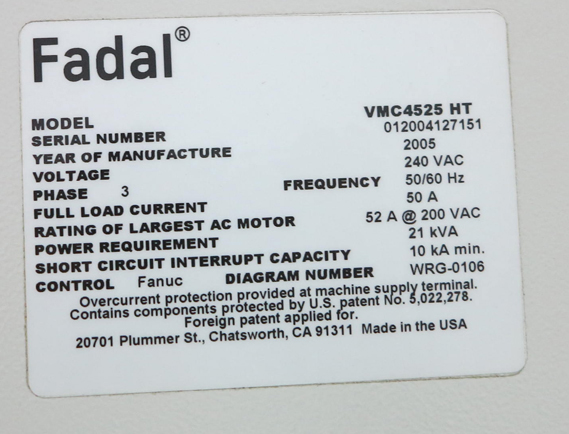 Fadal®
MODEL VMC4525 HT
SERIAL NUMBER 012004127151
YEAR OF MANUFACTURE 2005
VOLTAGE 240 VAC
PHASE 3 FREQUENCY 50/60 Hz
FULL LOAD CURRENT 50 A
RATING OF LARGEST AC MOTOR 52 A @ 200 VAC
POWER REQUIREMENT 21 kVA
SHORT CIRCUIT INTERRUPT CAPACITY 10 kA min.
CONTROL Fanuc DIAGRAM NUMBER WRG-0106
Overcurrent protection provided at machine supply terminal.
Contains components protected by U.S. patent No. 5,022,278.
Foreign patent applied for.
20701 Plummer St., Chatsworth, CA 91311 Made in the USA